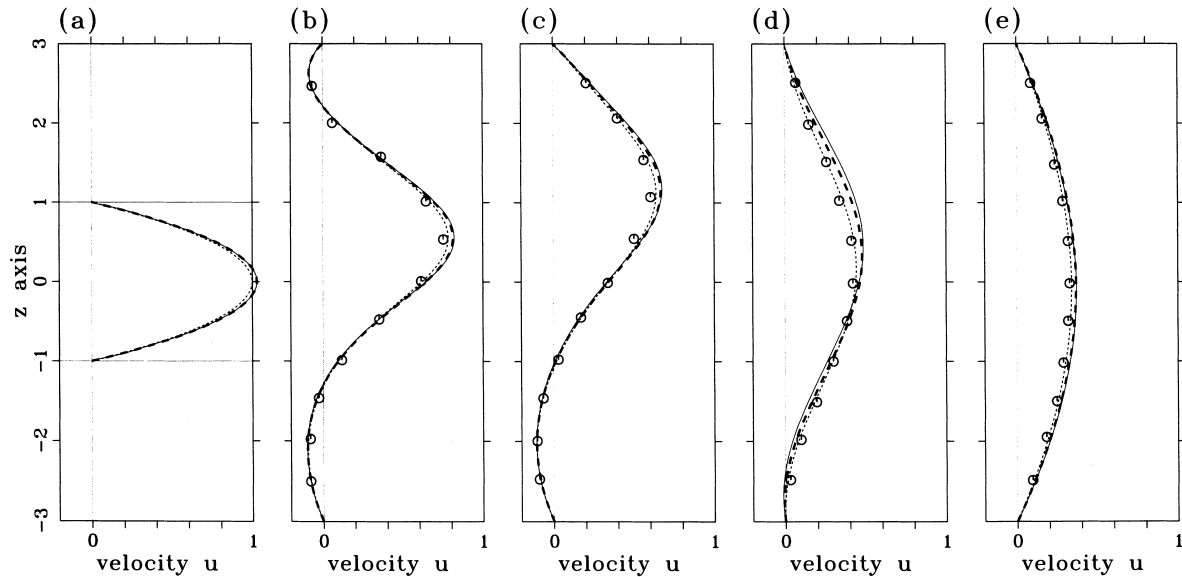 (a) (b) (c) (d) (e)
3
2
1
0
-1
-2
-3
z axis
0 1 0 1 0 1 0 1 0 1
velocity u velocity u velocity u velocity u velocity u